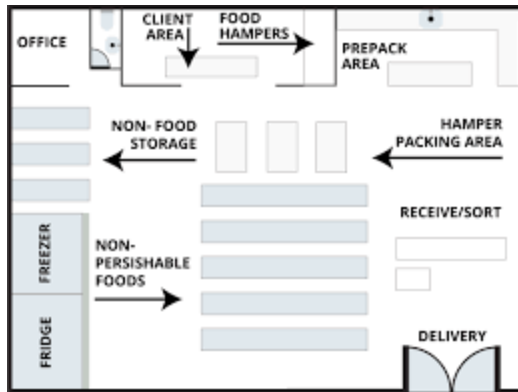 OFFICE
CLIENT
AREA
FOOD
HAMPERS
PREPACK
AREA
NON- FOOD
STORAGE
HAMPER
PACKING AREA
RECEIVE/SORT
FREEZER
NON-
PERSISHABLE
FOODS
FRIDGE
DELIVERY